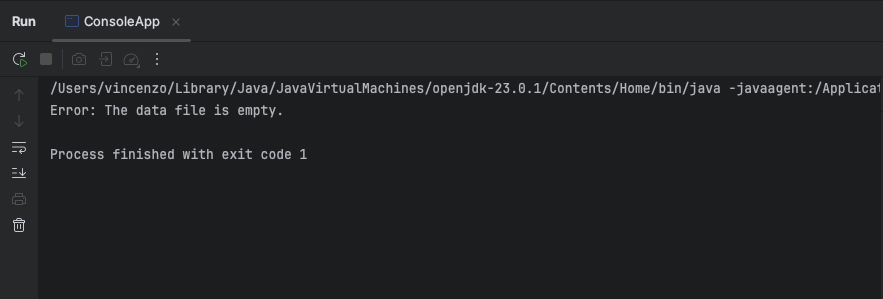 Run ConsoleApp
/Users/vincenzo/Library/Java/JavaVirtualMachines/openjdk-23.0.1/Contents/Home/bin/java -javaagent:/Applicat
Error: The data file is empty.
Process finished with exit code 1